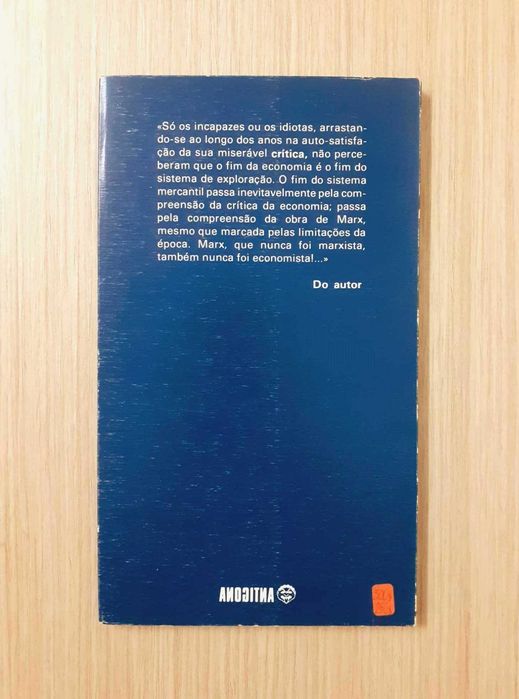 «Só os incapazes ou os idiotas, arrastan-
do-se ao longo dos anos na auto-satisfa-
ção da sua miserável crítica, não perce-
beram que o fim da economia é o fim do
sistema de exploração. O fim do sistema
mercantil passa inevitavelmente pela com-
preensão da crítica da economia; passa
pela compreensão da obra de Marx,
mesmo que marcada pelas limitações da
época. Marx, que nunca foi marxista,
também nunca foi economista!...»
Do autor
ANTIGONA